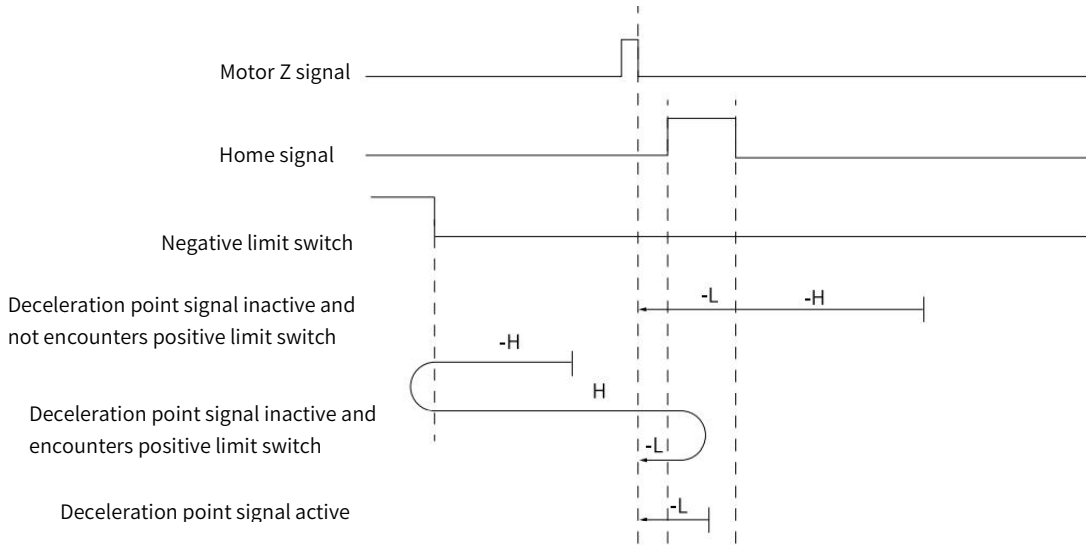 Motor Z signal
Home signal
Negative limit switch
Deceleration point signal inactive and
not encounters positive limit switch
-L
-H
-H
H
Deceleration point signal inactive and
encounters positive limit switch
-L
Deceleration point signal active
-L